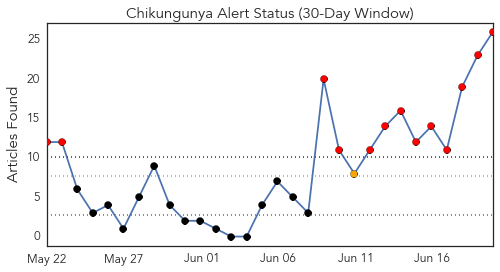 Chikungunya Alert Status (30-Day Window)
Articles Found
25
20
15
10
5
0
May 22
May 27
Jun 01
Jun 06
Jun 11
Jun 16